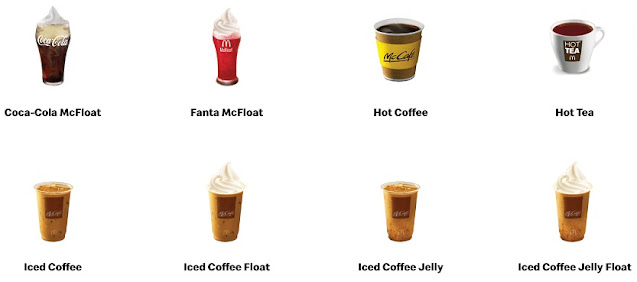 Coca-Cola
McFloat
McCafé
HOT
TEA
Coca-Cola McFloat
Fanta McFloat
Hot Coffee
Hot Tea
McCafé
McCafé
McCafé
McCafé
Iced Coffee
Iced Coffee Float
Iced Coffee Jelly
Iced Coffee Jelly Float